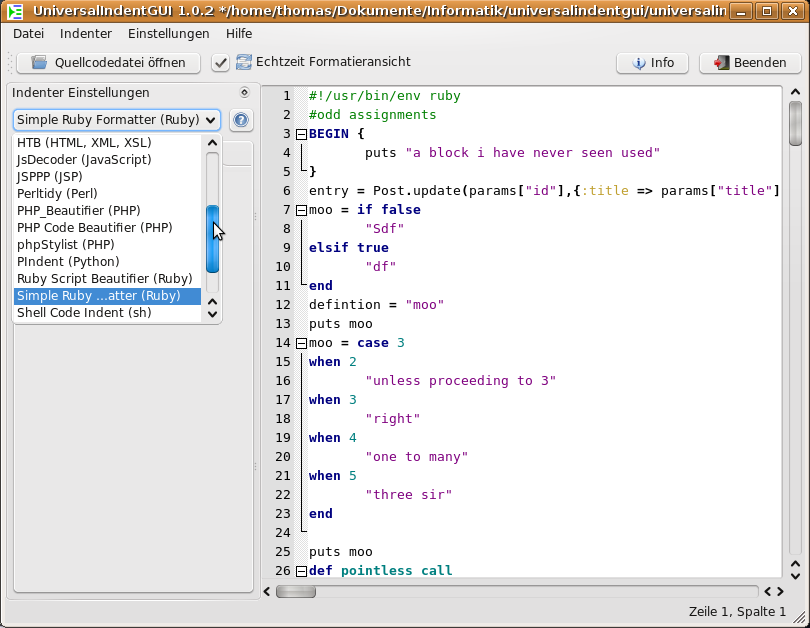 UniversalIndentGUI 1.0.2 */home/thomas/Dokumente/Informatik/universalindentgui/universalin
Datei Indenter Einstellungen Hilfe
Quellcodedatei öffnen Echtzeit Formatieransicht Info Beenden
Indenter Einstellungen
Simple Ruby Formatter (Ruby)
HTB (HTML, XML, XSL)
JsDecoder (JavaScript)
JSPPP (JSP)
Perltidy (Perl)
PHP_Beautifier (PHP)
PHP Code Beautifier (PHP)
phpStylist (PHP)
PIndent (Python)
Ruby Script Beautifier (Ruby)
Simple Ruby ...atter (Ruby)
Shell Code Indent (sh)
1 #!/usr/bin/env ruby
2 #odd assignments
3 BEGIN {
4 puts "a block i have never seen used"
5 }
6 entry = Post.update(params["id"],{:title => params["title"]
7 moo = if false
8 "Sdf"
9 elsif true
10 "df"
11 end
12 defintion = "moo"
13 puts moo
14 moo = case 3
15 when 2
16 "unless proceeding to 3"
17 when 3
18 "right"
19 when 4
20 "one to many"
21 when 5
22 "three sir"
23 end
24
25 puts moo
26 def pointless_call
Zeile 1, Spalte 1